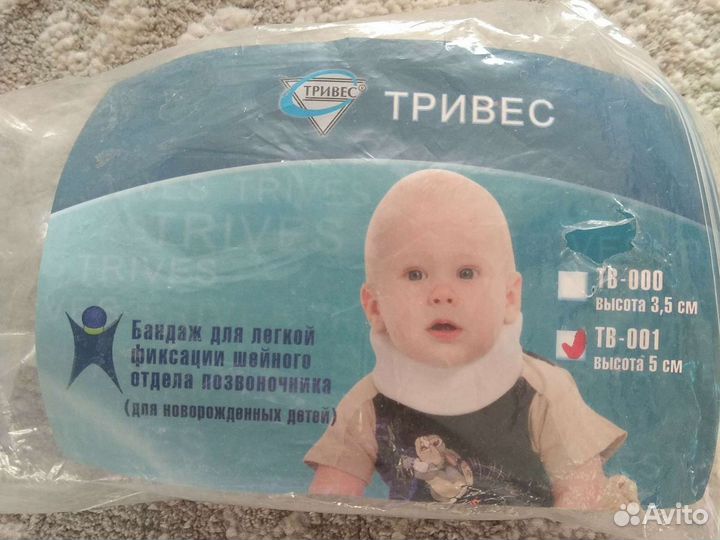 ТРИВЕС®
ТРИВЕС
TRIVES TRIVES
TRIVES
TRIVES
ТВ-000
высота 3,5 см
ТВ-001
высота 5 см
Бандаж для легкой
фиксации шейного
отдела позвоночника
(для новорожденных детей)
Avito